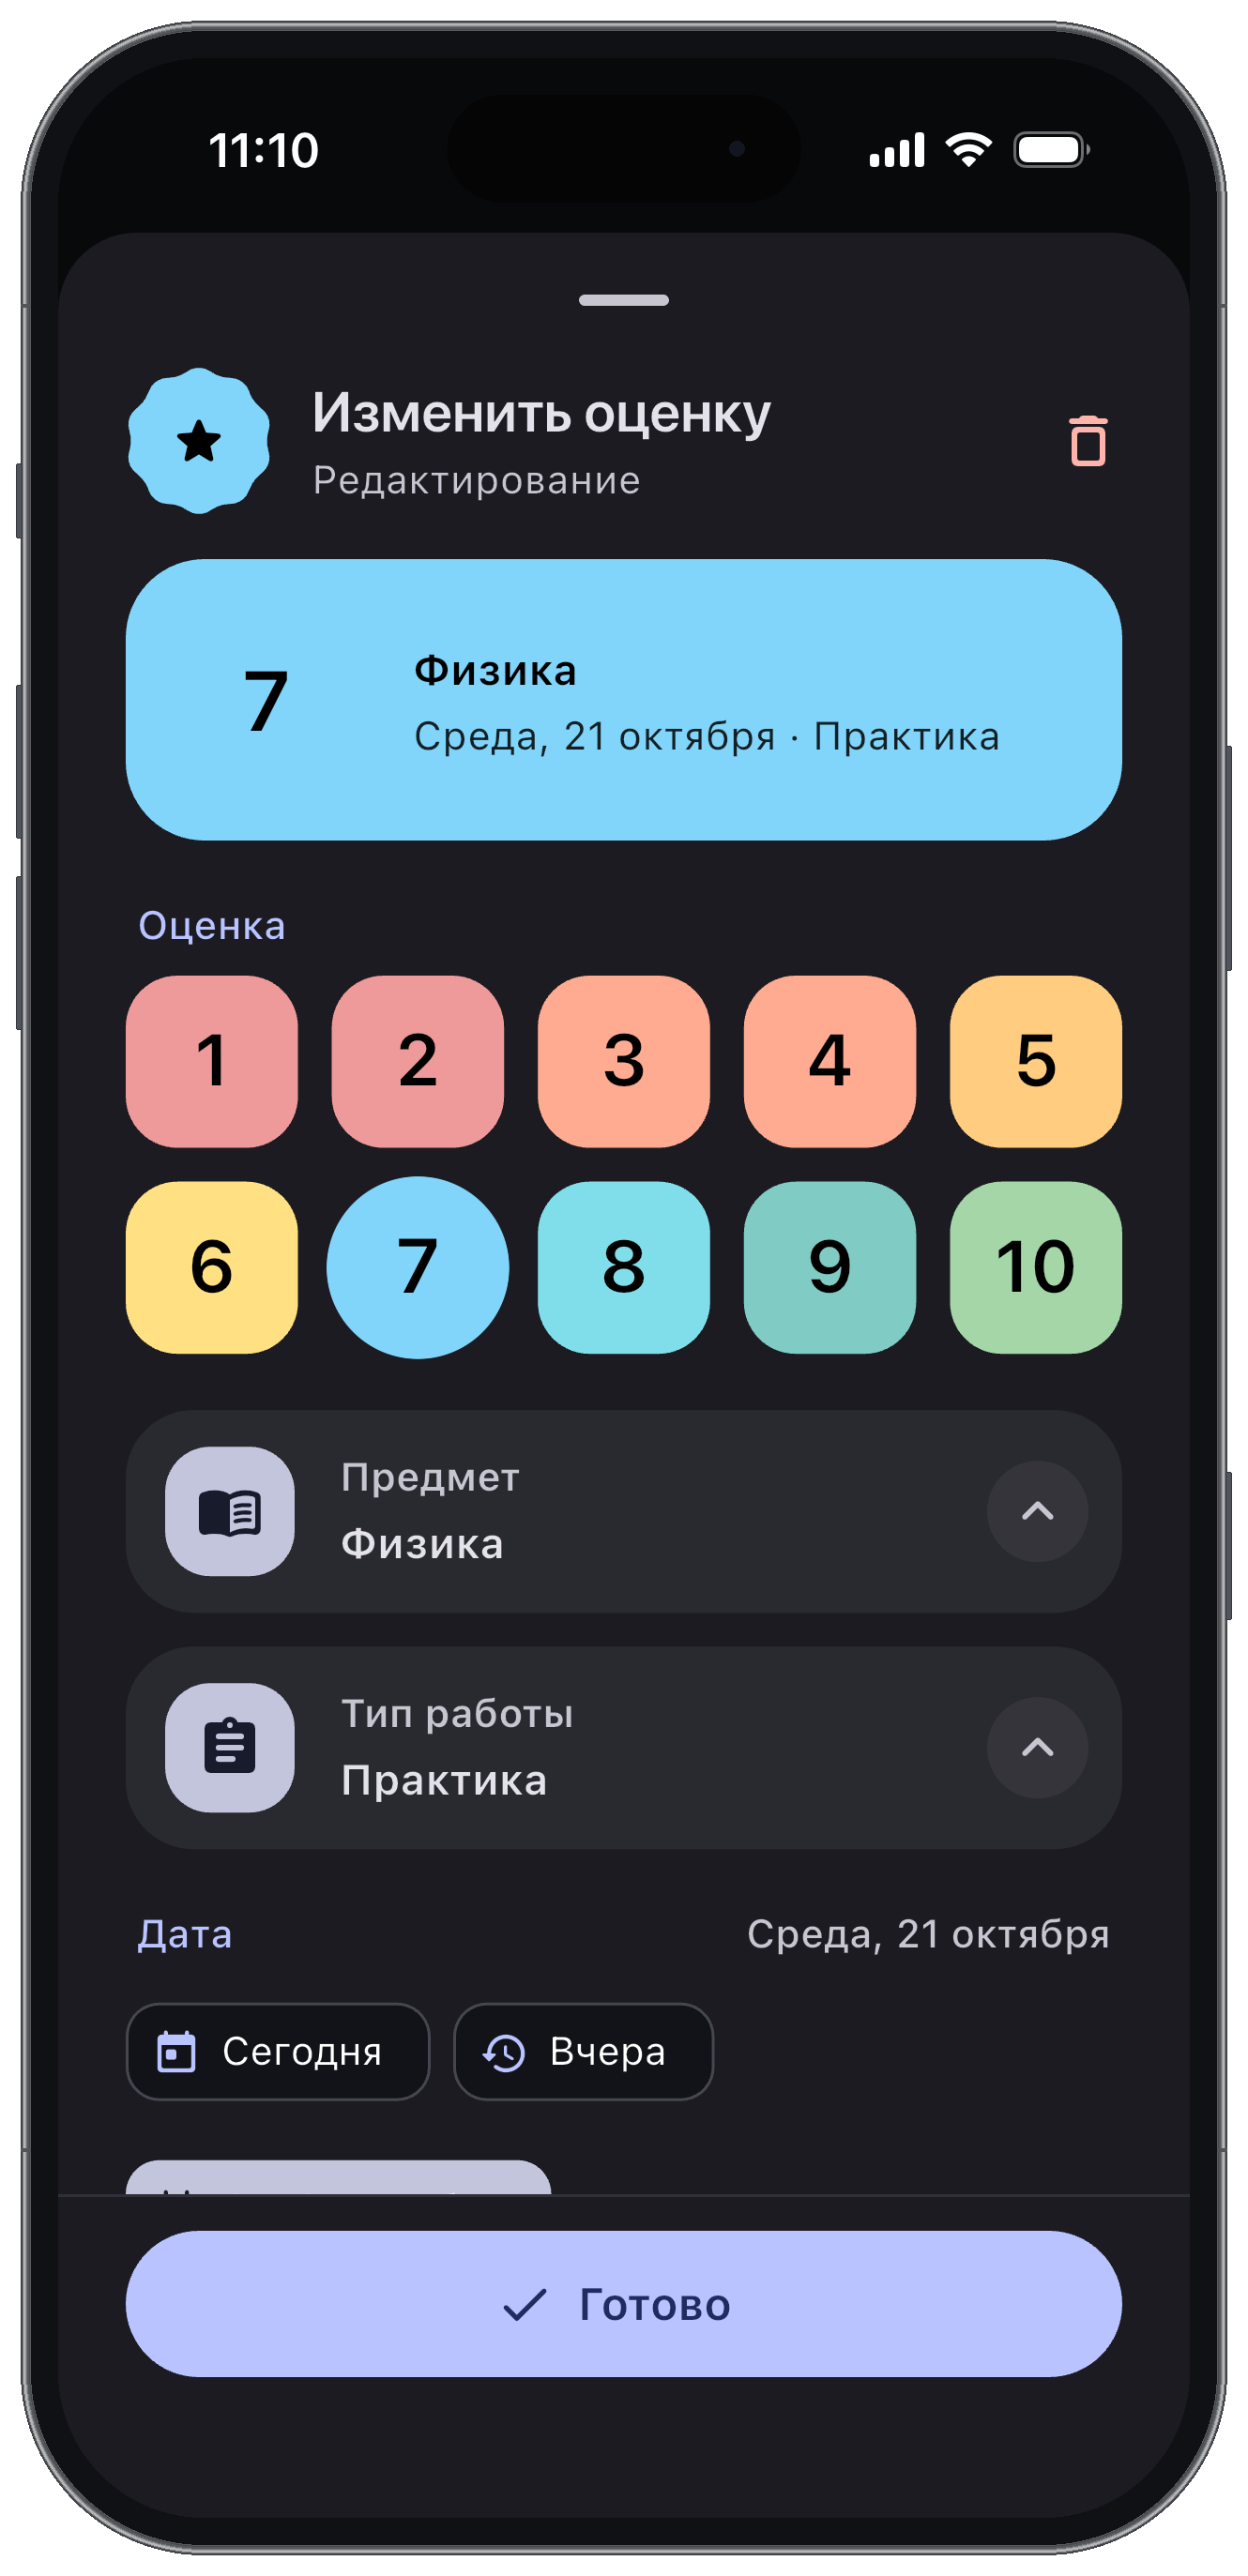 11:10
Изменить оценку
Редактирование
7
Физика
Среда, 21 октября · Практика
Оценка
1 2 3 4 5
6 7 8 9 10
Предмет
Физика
Тип работы
Практика
Дата Среда, 21 октября
Сегодня Вчера
Готово